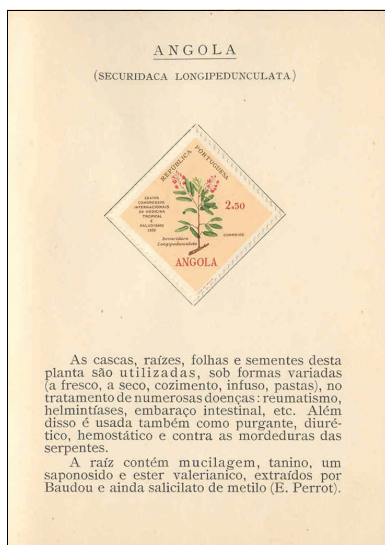 ANGOLA
(SECURIDACA LONGIPEDUNCULATA)
REPÚBLICA PORTUGUESA
SEXTOS
CONGRESSOS
INTERNACIONAIS
DE MEDICINA
TROPICAL
E
PALUDISMO
1958
2.50
Securidaca
Longipedunculata
CORREIOS
ANGOLA
As cascas, raízes, folhas e sementes desta
planta são utilizadas, sob formas variadas
(a fresco, a seco, cozimento, infuso, pastas), no
tratamento de numerosas doenças: reumatismo,
helmintíases, embaraço intestinal, etc. Além
disso é usada também como purgante, diuré-
tico, hemostático e contra as mordeduras das
serpentes.
A raíz contém mucilagem, tanino, um
saponosido e ester valerianico, extraídos por
Baudou e ainda salicilato de metilo (E. Perrot).